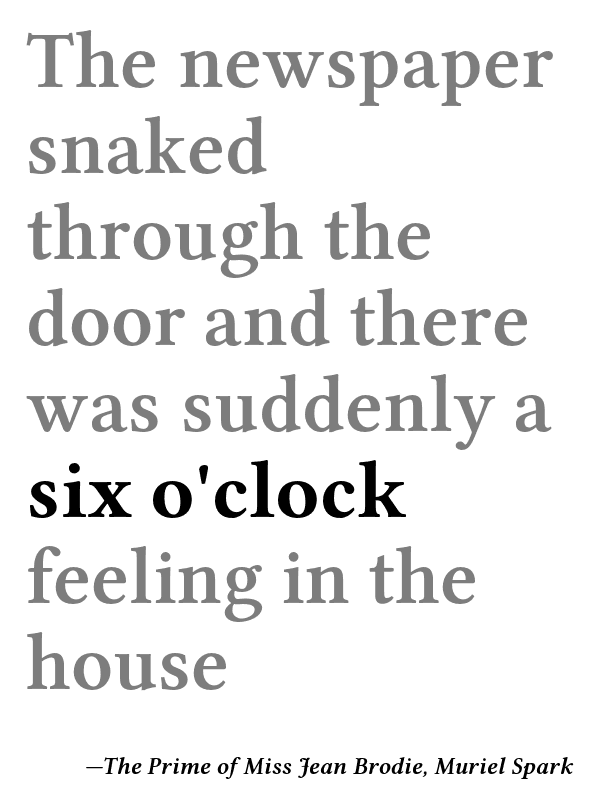 The newspaper
snaked
through the
door and there
was suddenly a
six o'clock
feeling in the
house
—The Prime of Miss Jean Brodie, Muriel Spark